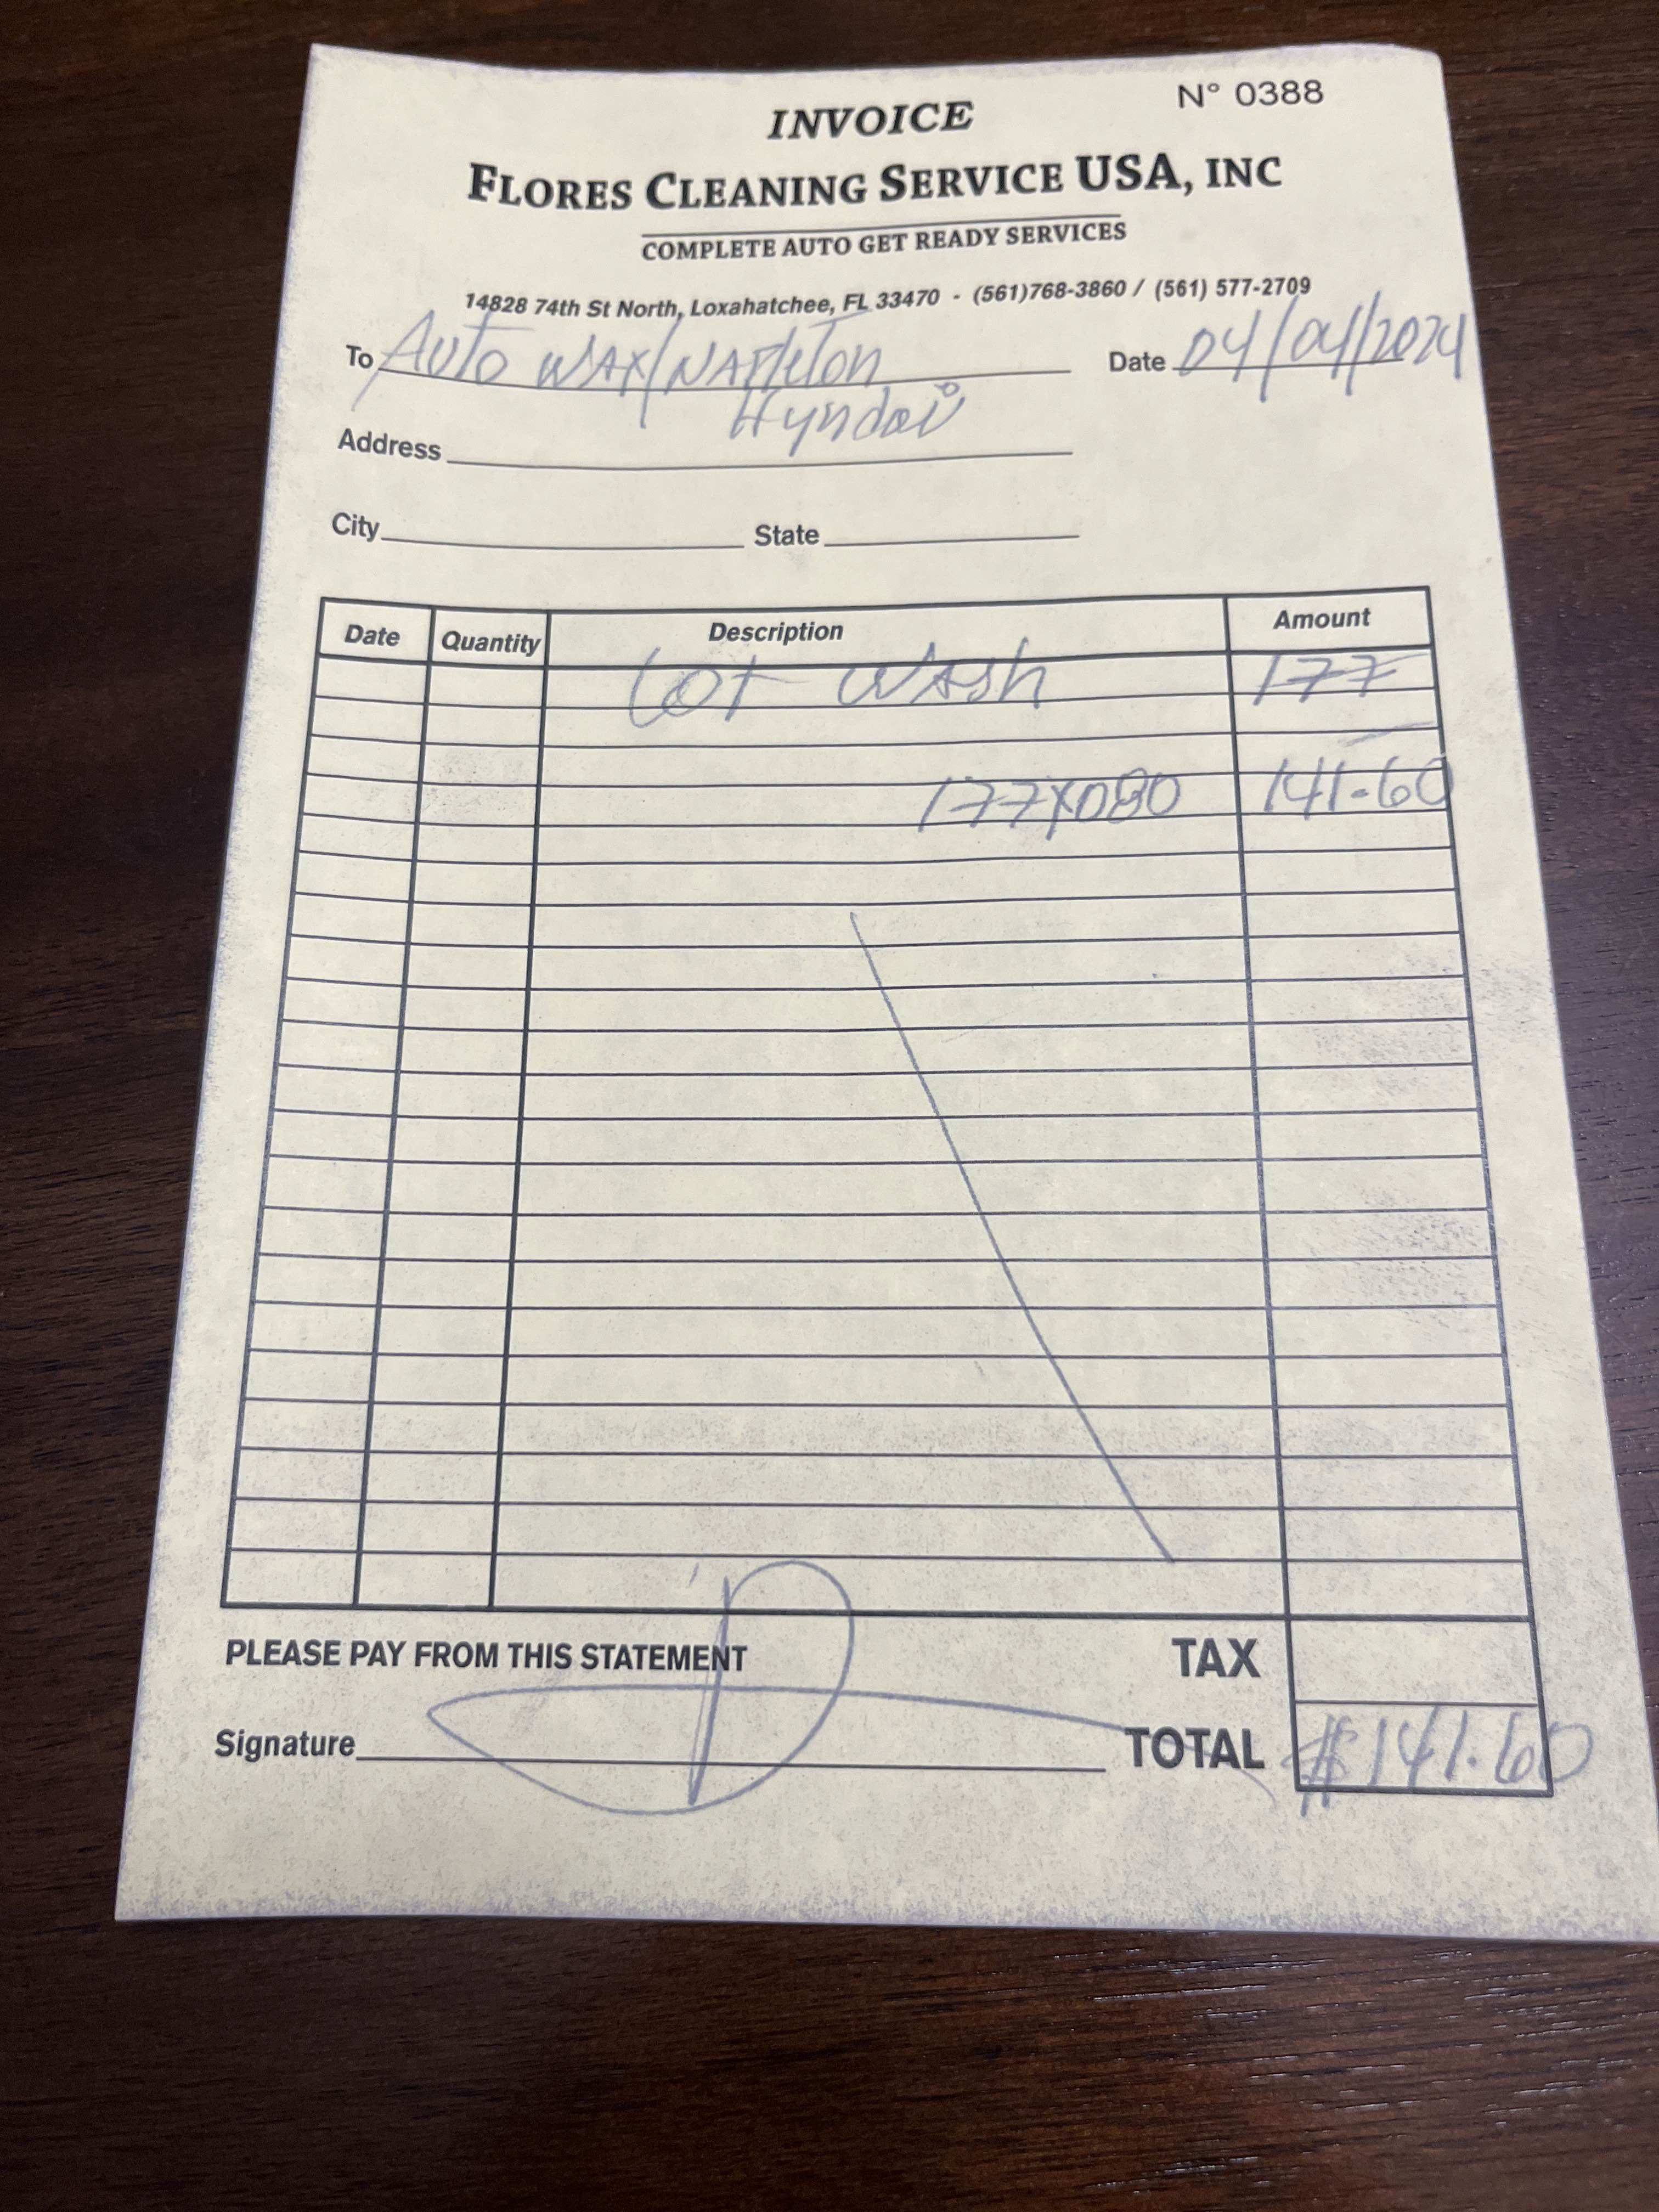 INVOICE
N° 0388
FLORES CLEANING SERVICE USA, INC
COMPLETE AUTO GET READY SERVICES
14828 74th St North, Loxahatchee, FL 33470 - (561)768-3860 / (561) 577-2709
To Auto WAX/NAPleTon Date 04/04/2024
Hyndai
Address
City State
Date Quantity Description Amount
Lot WASh 177
177X080 141.60
PLEASE PAY FROM THIS STATEMENT TAX
Signature TOTAL $141.60